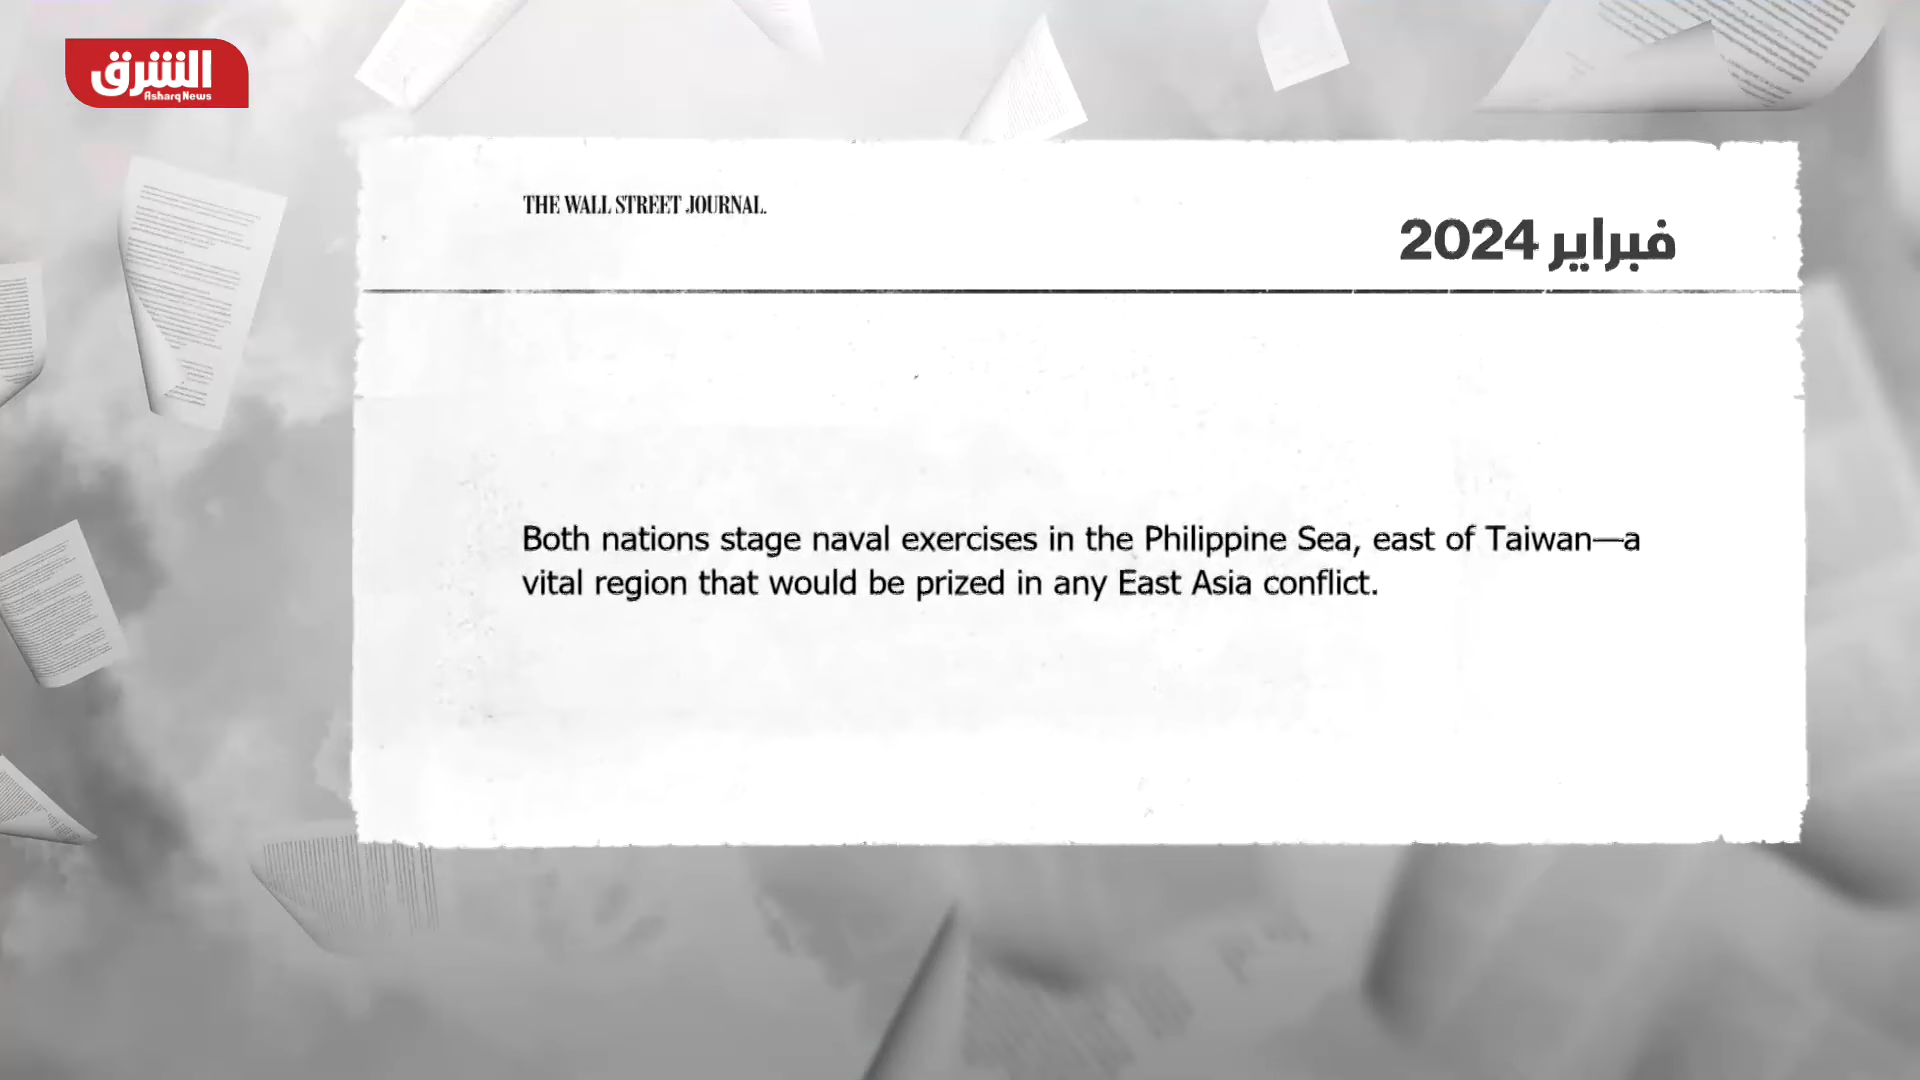 الشرق
Asharq News
THE WALL STREET JOURNAL.
فبراير 2024
Both nations stage naval exercises in the Philippine Sea, east of Taiwan—a
vital region that would be prized in any East Asia conflict.